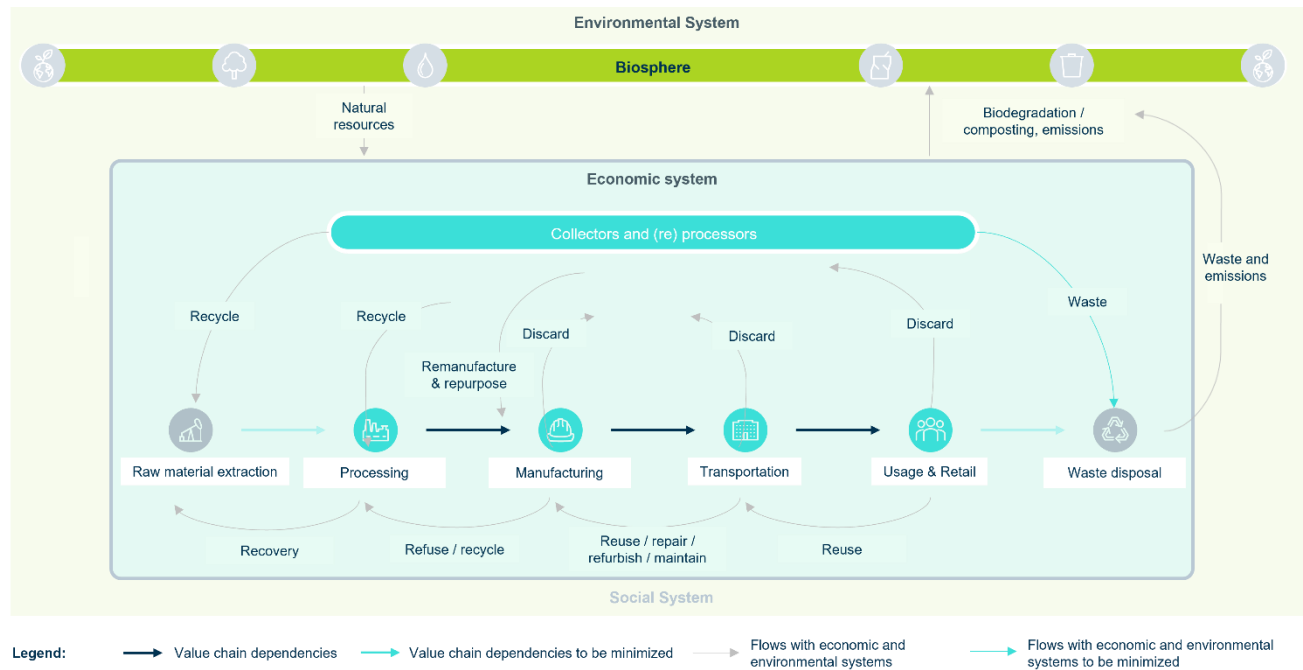 Environmental System
Biosphere
Natural
resources
Biodegradation /
composting, emissions
Economic system
Collectors and (re) processors
Waste and
emissions
Recycle
Recycle
Waste
Discard
Discard
Discard
Remanufacture
& repurpose
Raw material extraction
Processing
Manufacturing
Transportation
Usage & Retail
Waste disposal
Recovery
Refuse / recycle
Reuse / repair /
refurbish / maintain
Reuse
Social System
Legend:
Value chain dependencies
Value chain dependencies to be minimized
Flows with economic and
environmental systems
Flows with economic and environmental
systems to be minimized